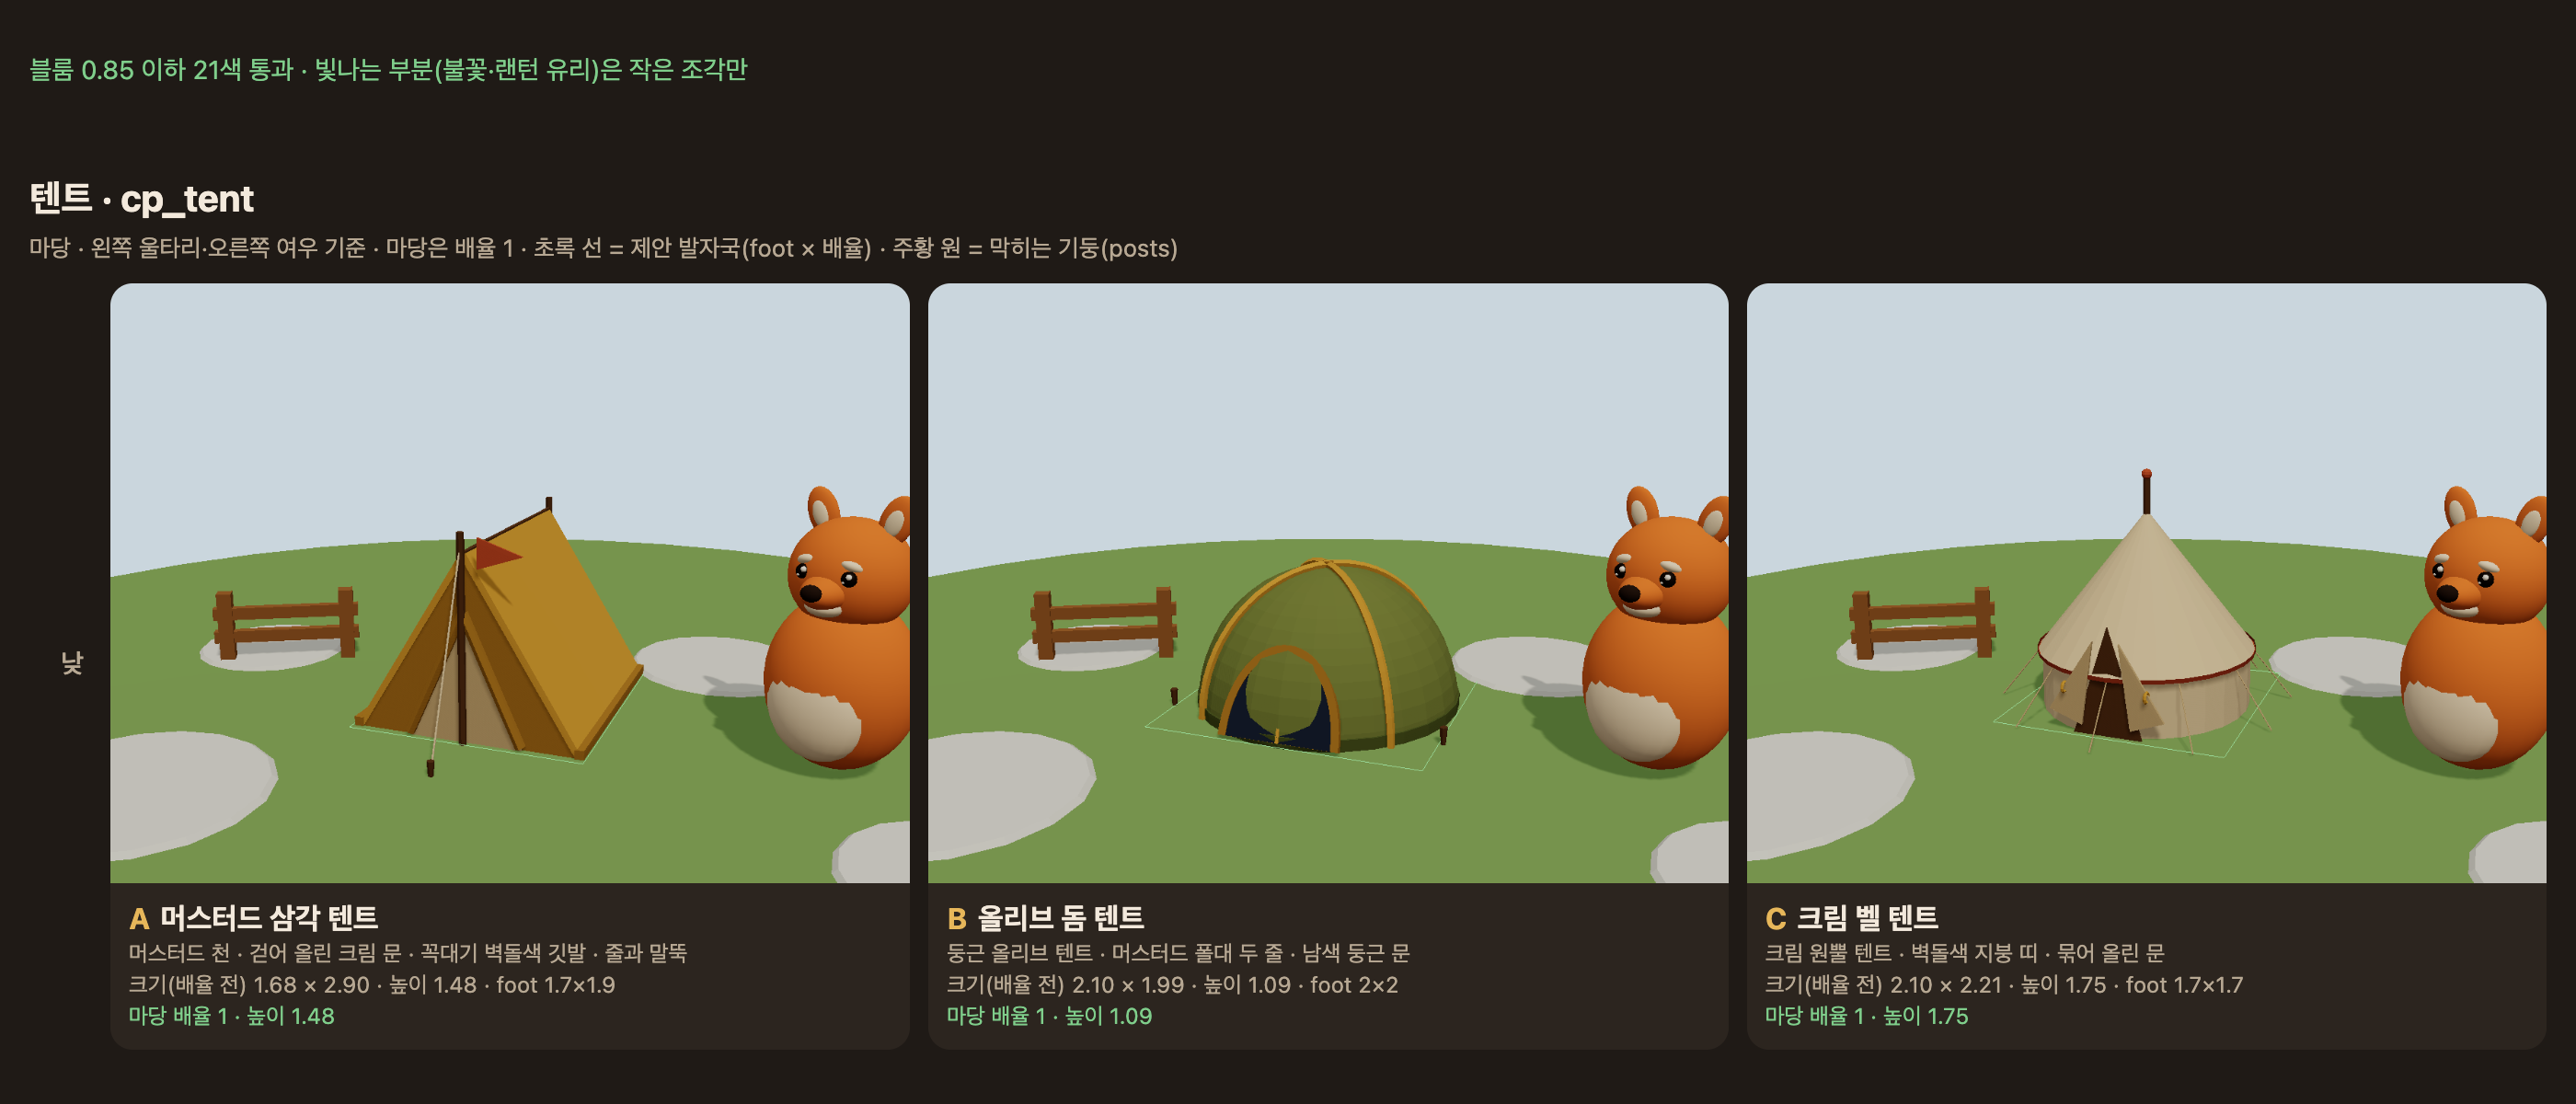 블룸 0.85 이하 21색 통과 · 빛나는 부분(불꽃·랜턴 유리)은 작은 조각만
텐트 · cp_tent
마당 · 왼쪽 울타리·오른쪽 여우 기준 · 마당은 배율 1 · 초록 선 = 제안 발자국(foot × 배율) · 주황 원 = 막히는 기둥(posts)
낮
A 머스터드 삼각 텐트
머스터드 천 · 걷어 올린 크림 문 · 꼭대기 벽돌색 깃발 · 줄과 말뚝
크기(배율 전) 1.68 × 2.90 · 높이 1.48 · foot 1.7×1.9
마당 배율 1 · 높이 1.48
B 올리브 돔 텐트
둥근 올리브 텐트 · 머스터드 폴대 두 줄 · 남색 둥근 문
크기(배율 전) 2.10 × 1.99 · 높이 1.09 · foot 2×2
마당 배율 1 · 높이 1.09
C 크림 벨 텐트
크림 원뿔 텐트 · 벽돌색 지붕 띠 · 묶어 올린 문
크기(배율 전) 2.10 × 2.21 · 높이 1.75 · foot 1.7×1.7
마당 배율 1 · 높이 1.75